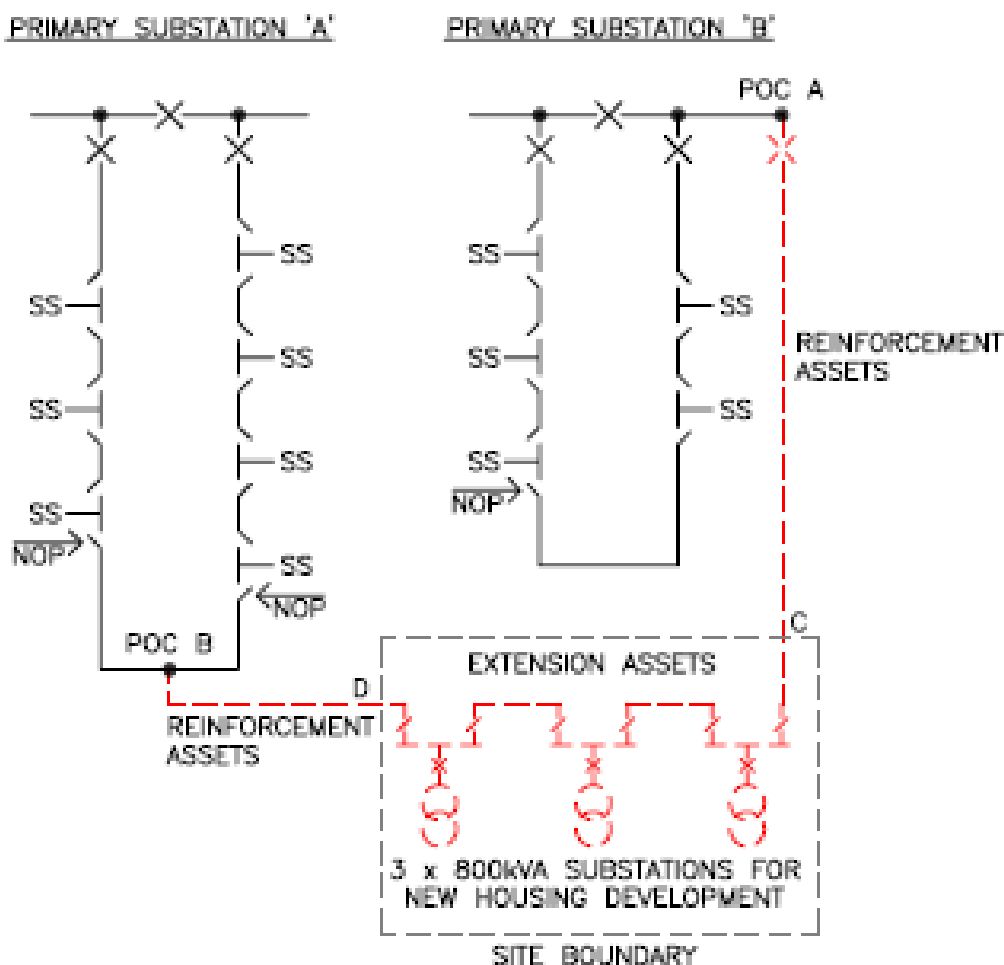 PRIMARY SUBSTATION 'A'
PRIMARY SUBSTATION 'B'
POC A
SS
SS
SS
SS
SS
SS
SS
NOP
NOP
POC B
SS
SS
SS
SS
SS
NOP
REINFORCEMENT
ASSETS
C
D
REINFORCEMENT
ASSETS
EXTENSION ASSETS
3 x 800kVA SUBSTATIONS FOR
NEW HOUSING DEVELOPMENT
SITE BOUNDARY